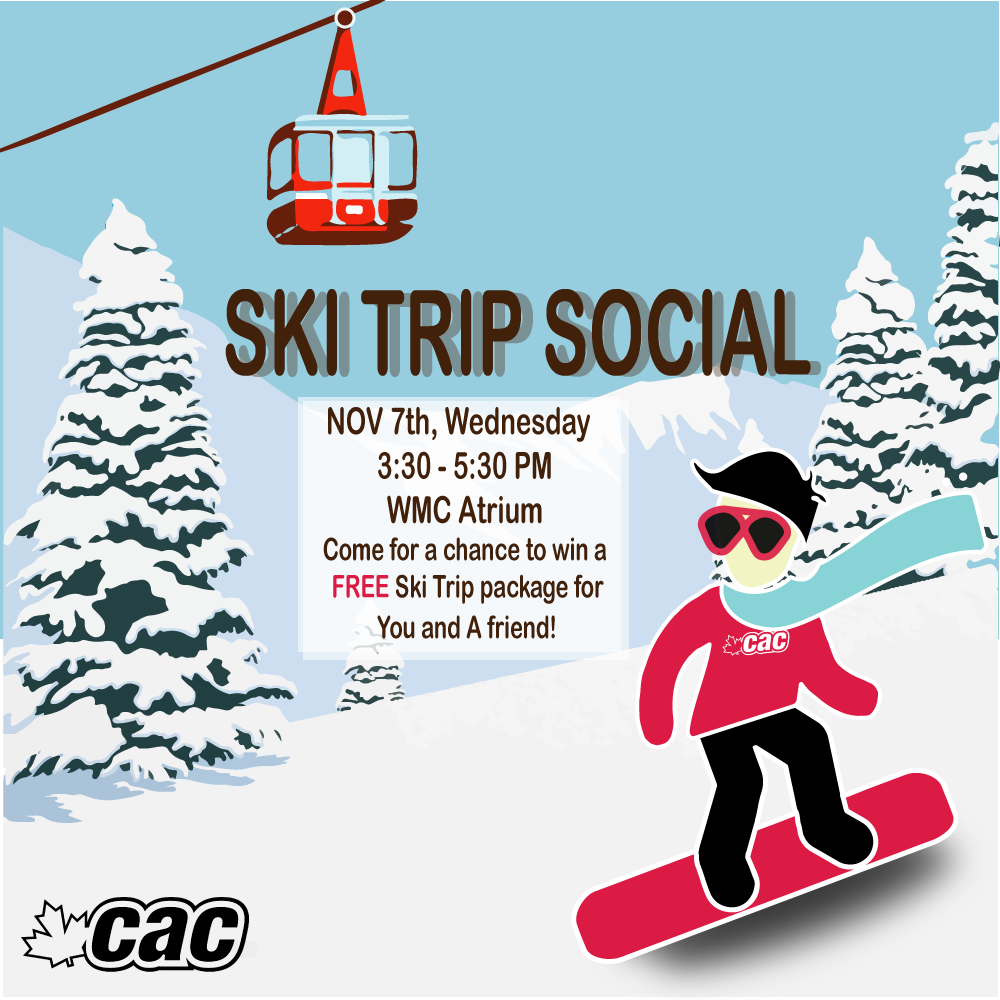 SKI TRIP SOCIAL
NOV 7th, Wednesday
3:30 - 5:30 PM
WMC Atrium
Come for a chance to win a
FREE Ski Trip package for
You and A friend!
cac
cac